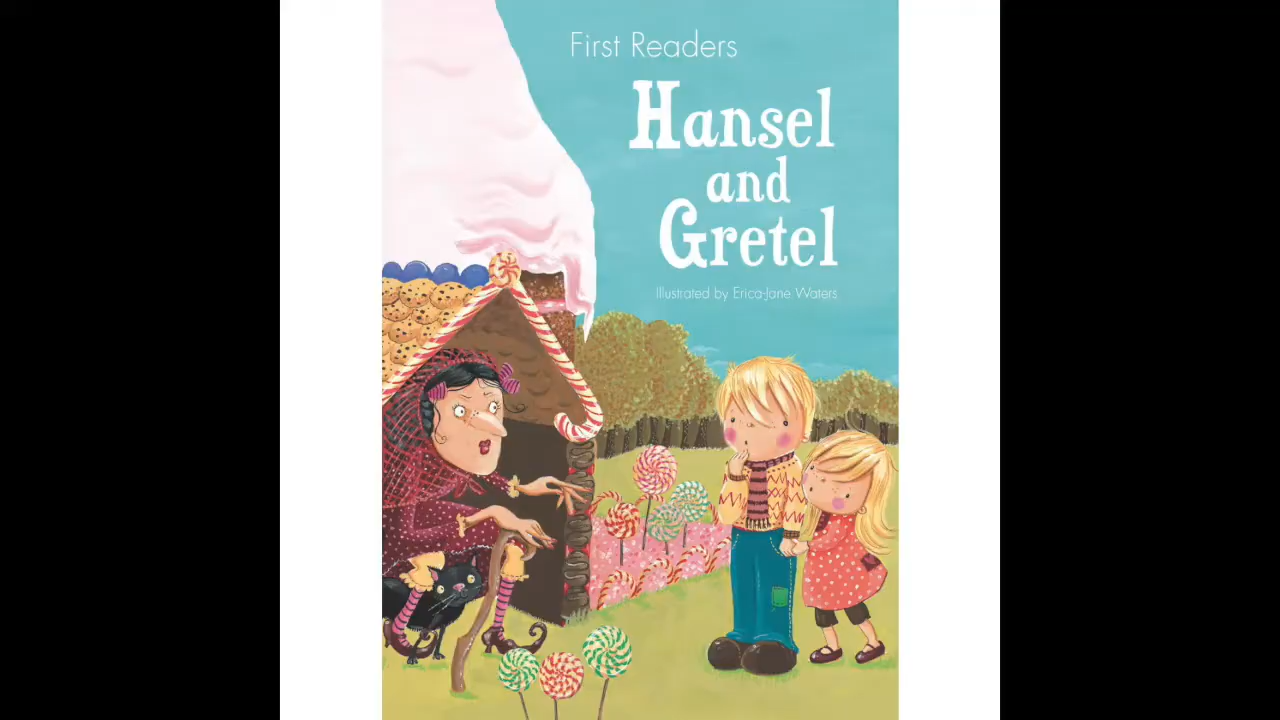 First Readers
Hansel
and
Gretel
Illustrated by Erica-Jane Waters